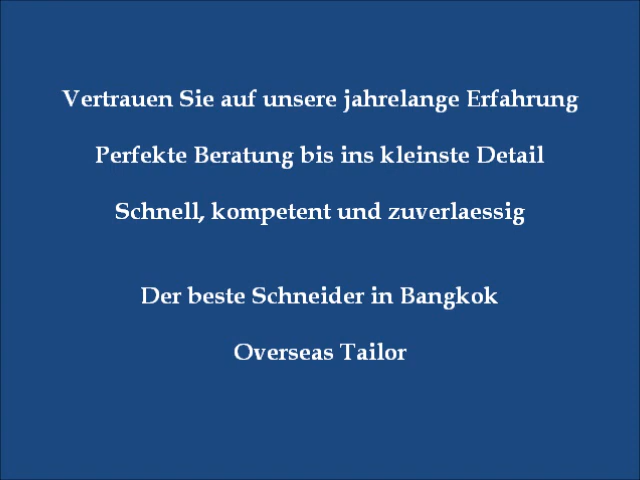 Vertrauen Sie auf unsere jahrelange Erfahrung
Perfekte Beratung bis ins kleinste Detail
Schnell, kompetent und zuverlaessig
Der beste Schneider in Bangkok
Overseas Tailor